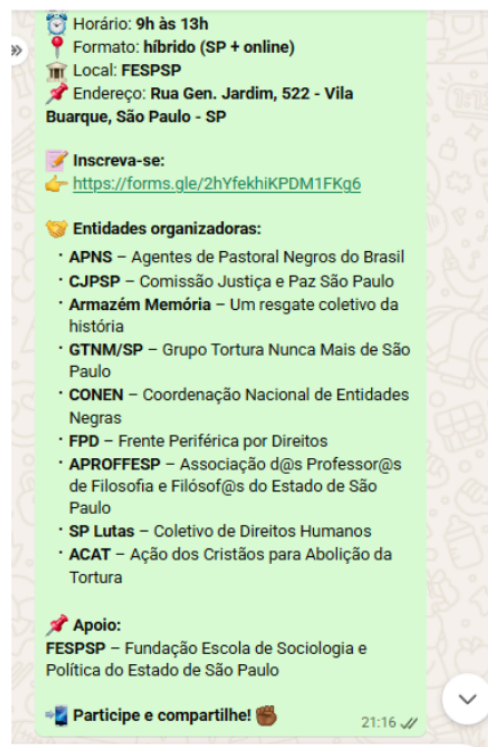 ⏰ Horário: 9h às 13h
📍 Formato: híbrido (SP + online)
🏛️ Local: FESPSP
📌 Endereço: Rua Gen. Jardim, 522 - Vila
Buarque, São Paulo - SP
📝 Inscreva-se:
👉 https://forms.gle/2hYfekhiKPDM1FKg6
🤝 Entidades organizadoras:
· APNS – Agentes de Pastoral Negros do Brasil
· CJPSP – Comissão Justiça e Paz São Paulo
· Armazém Memória – Um resgate coletivo da
história
· GTNM/SP – Grupo Tortura Nunca Mais de São
Paulo
· CONEN – Coordenação Nacional de Entidades
Negras
· FPD – Frente Periférica por Direitos
· APROFFESP – Associação d@s Professor@s
de Filosofia e Filósof@s do Estado de São
Paulo
· SP Lutas – Coletivo de Direitos Humanos
· ACAT – Ação dos Cristãos para Abolição da
Tortura
📌 Apoio:
FESPSP – Fundação Escola de Sociologia e
Política do Estado de São Paulo
📲 Participe e compartilhe! ✊🏾
21:16